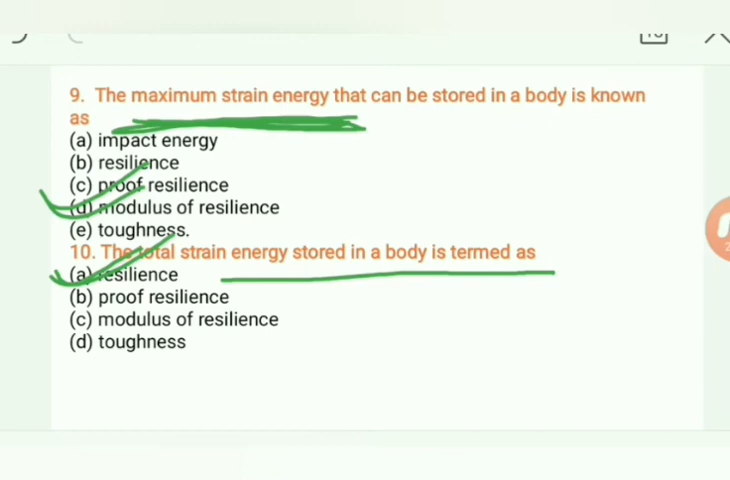 9. The maximum strain energy that can be stored in a body is known
as
(a) impact energy
(b) resilience
(c) proof resilience
(d) modulus of resilience
(e) toughness.
10. The total strain energy stored in a body is termed as
(a) resilience
(b) proof resilience
(c) modulus of resilience
(d) toughness